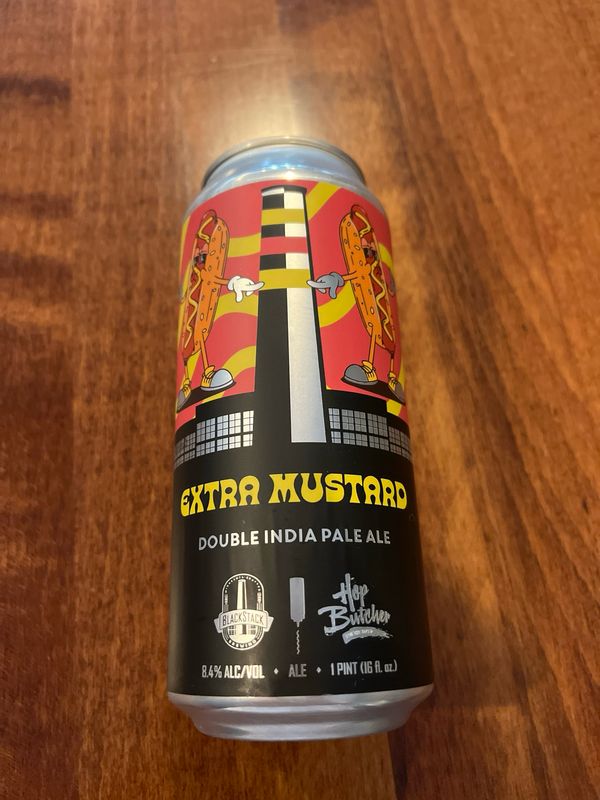 EXTRA MUSTARD
DOUBLE INDIA PALE ALE
BLACKSTACK
BREWING
Hop
Butcher
8.4% ALC/VOL • ALE • 1 PINT (16 fl. oz.)